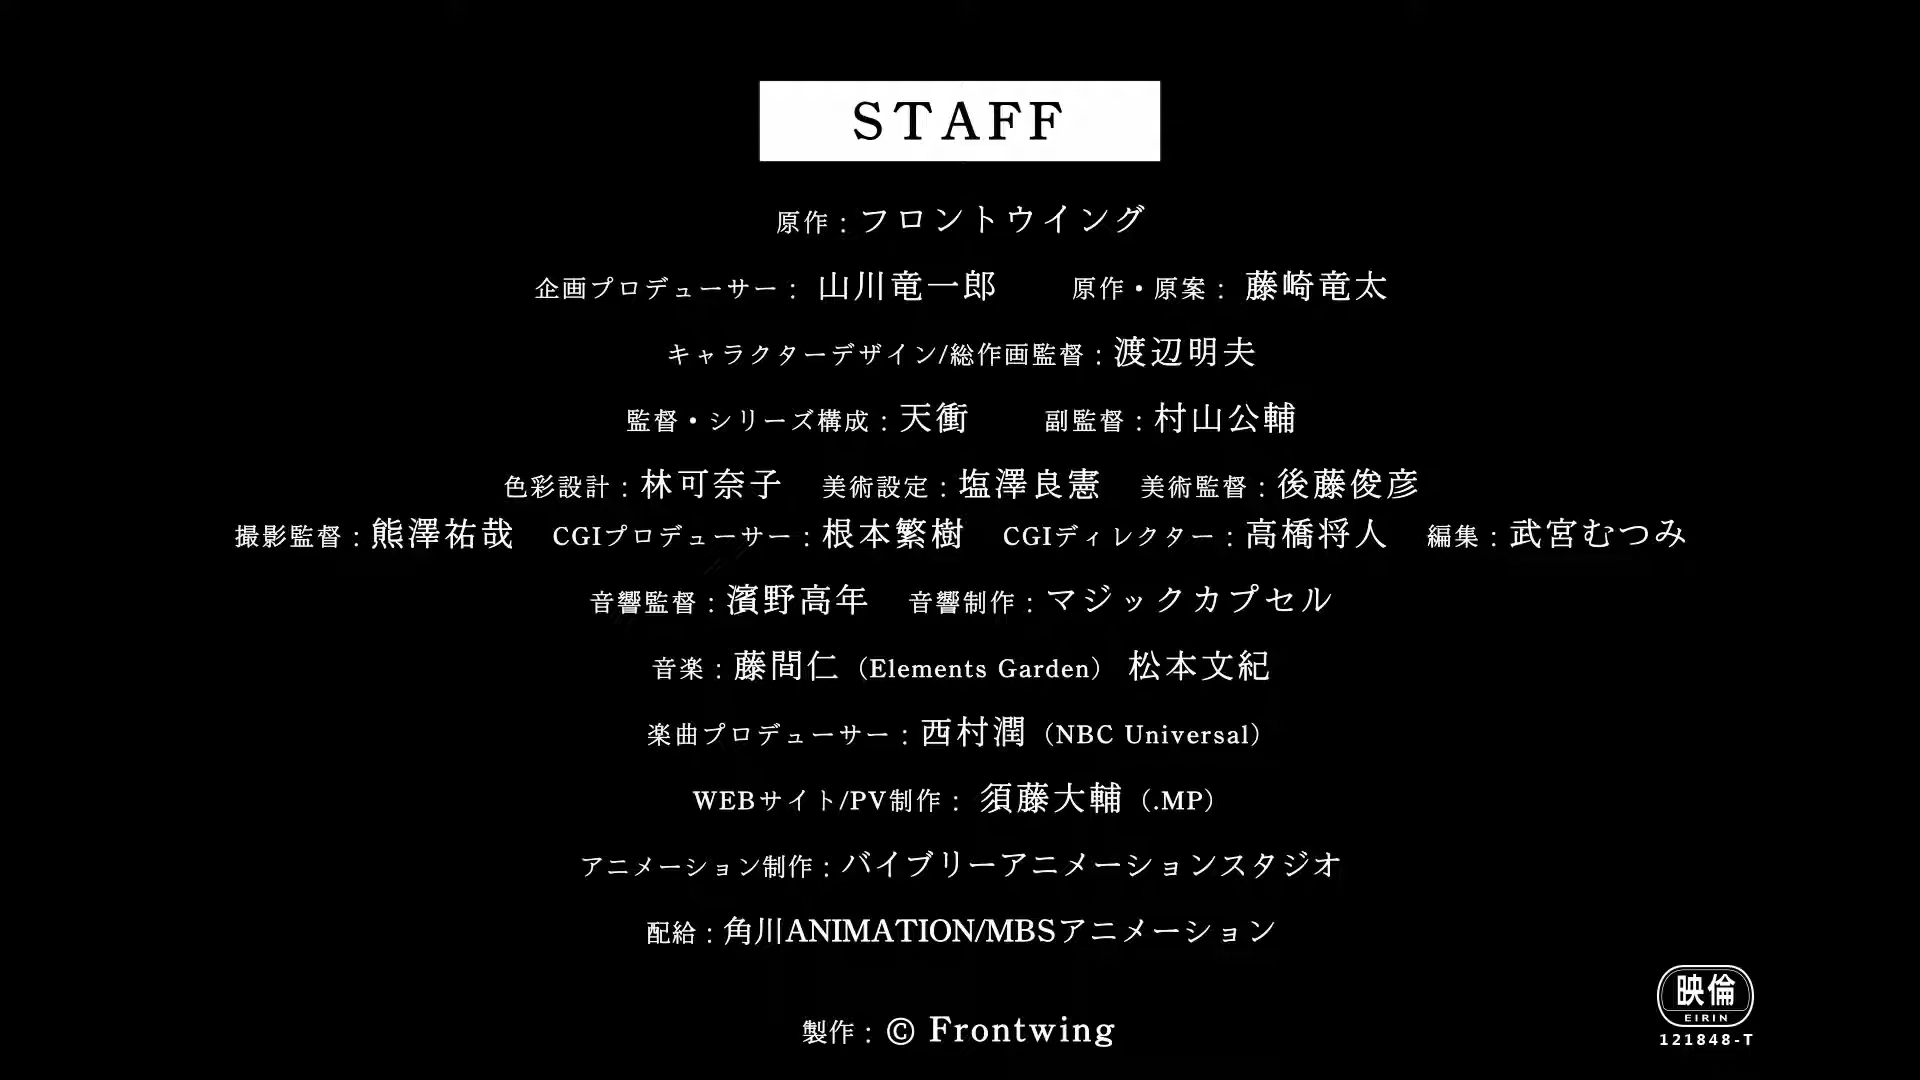 STAFF
原作：フロントウイング
企画プロデューサー： 山川竜一郎　　原作・原案： 藤崎竜太
キャラクターデザイン/総作画監督：渡辺明夫
監督・シリーズ構成：天衝　　副監督：村山公輔
色彩設計：林可奈子　美術設定：塩澤良憲　美術監督：後藤俊彦
撮影監督：熊澤祐哉　CGIプロデューサー：根本繁樹　CGIディレクター：高橋将人　編集：武宮むつみ
音響監督：濱野高年　音響制作：マジックカプセル
音楽：藤間仁（Elements Garden） 松本文紀
楽曲プロデューサー：西村潤（NBC Universal）
WEBサイト/PV制作： 須藤大輔（.MP）
アニメーション制作：バイブリーアニメーションスタジオ
配給：角川ANIMATION/MBSアニメーション
製作：© Frontwing
映倫
EIRIN
121848-T